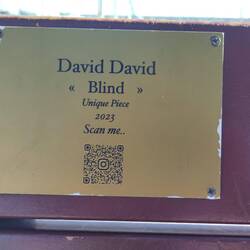 David David
« Blind »
Unique Piece
2023
Scan me..